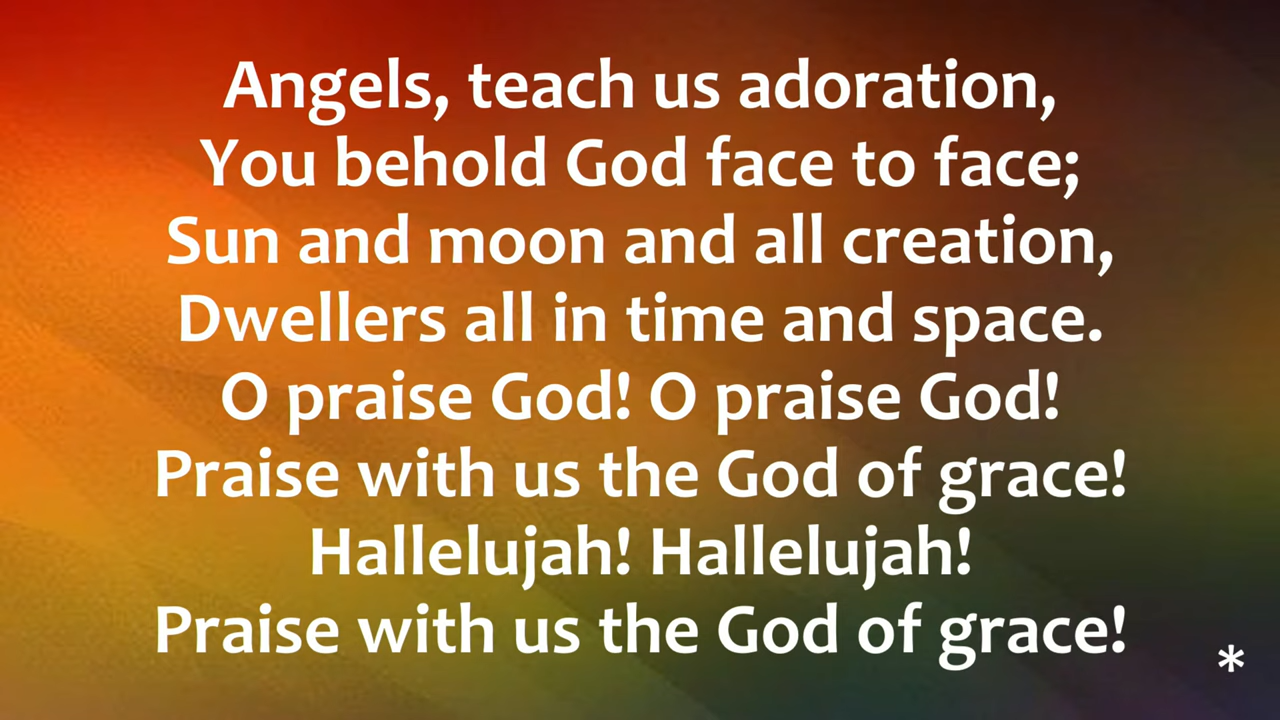 Angels, teach us adoration,
You behold God face to face;
Sun and moon and all creation,
Dwellers all in time and space.
O praise God! O praise God!
Praise with us the God of grace!
Hallelujah! Hallelujah!
Praise with us the God of grace!
*